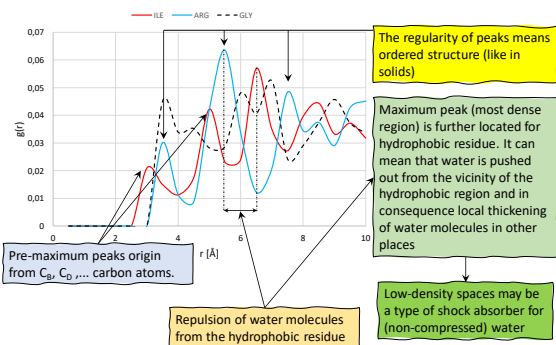 ILE ARG GLY
0,07
0,06
0,05
0,04
0,03
0,02
0,01
0
g(r)
0 2 4 6 8 10
r [Å]
The regularity of peaks means
ordered structure (like in
solids)
Maximum peak (most dense
region) is further located for
hydrophobic residue. It can
mean that water is pushed
out from the vicinity of the
hydrophobic region and in
consequence local thickening
of water molecules in other
places
Pre-maximum peaks origin
from CB, CD ,... carbon atoms.
Repulsion of water molecules
from the hydrophobic residue
Low-density spaces may be
a type of shock absorber for
(non-compressed) water